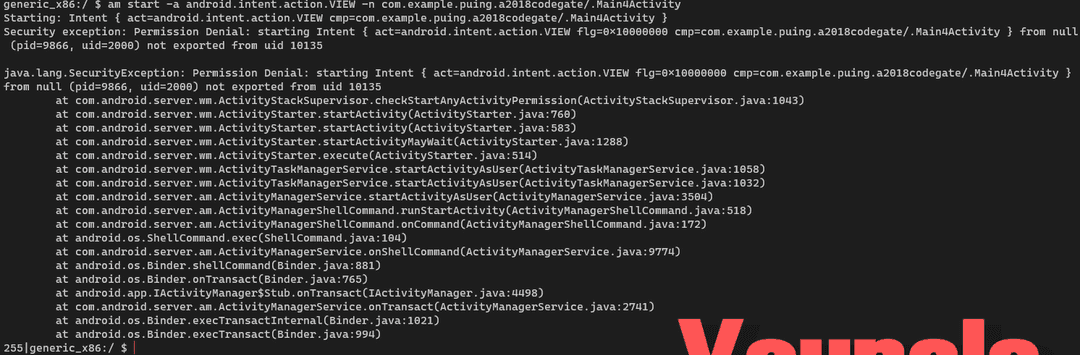 generic_x86:/ $ am start -a android.intent.action.VIEW -n com.example.puing.a2018codegate/.Main4Activity
Starting: Intent { act=android.intent.action.VIEW cmp=com.example.puing.a2018codegate/.Main4Activity }
Security exception: Permission Denial: starting Intent { act=android.intent.action.VIEW flg=0×10000000 cmp=com.example.puing.a2018codegate/.Main4Activity } from null
(pid=9866, uid=2000) not exported from uid 10135
java.lang.SecurityException: Permission Denial: starting Intent { act=android.intent.action.VIEW flg=0×10000000 cmp=com.example.puing.a2018codegate/.Main4Activity }
from null (pid=9866, uid=2000) not exported from uid 10135
at com.android.server.wm.ActivityStackSupervisor.checkStartAnyActivityPermission(ActivityStackSupervisor.java:1043)
at com.android.server.wm.ActivityStarter.startActivity(ActivityStarter.java:760)
at com.android.server.wm.ActivityStarter.startActivity(ActivityStarter.java:583)
at com.android.server.wm.ActivityStarter.startActivityMayWait(ActivityStarter.java:1288)
at com.android.server.wm.ActivityStarter.execute(ActivityStarter.java:514)
at com.android.server.wm.ActivityTaskManagerService.startActivityAsUser(ActivityTaskManagerService.java:1058)
at com.android.server.wm.ActivityTaskManagerService.startActivityAsUser(ActivityTaskManagerService.java:1032)
at com.android.server.am.ActivityManagerService.startActivityAsUser(ActivityManagerService.java:3504)
at com.android.server.am.ActivityManagerShellCommand.runStartActivity(ActivityManagerShellCommand.java:518)
at com.android.server.am.ActivityManagerShellCommand.onCommand(ActivityManagerShellCommand.java:172)
at android.os.ShellCommand.exec(ShellCommand.java:104)
at com.android.server.am.ActivityManagerService.onShellCommand(ActivityManagerService.java:9774)
at android.os.Binder.shellCommand(Binder.java:881)
at android.os.Binder.onTransact(Binder.java:765)
at android.app.IActivityManager$Stub.onTransact(IActivityManager.java:4498)
at com.android.server.am.ActivityManagerService.onTransact(ActivityManagerService.java:2741)
at android.os.Binder.execTransactInternal(Binder.java:1021)
at android.os.Binder.execTransact(Binder.java:994)
255|generic_x86:/ $